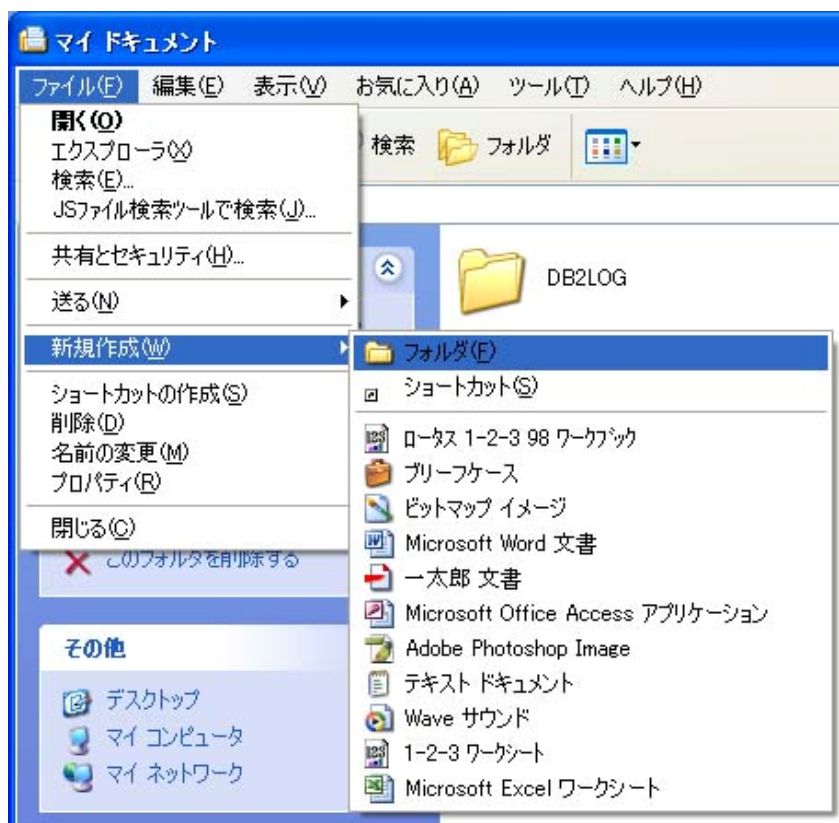 マイ ドキュメント
ファイル(F) 編集(E) 表示(V) お気に入り(A) ツール(T) ヘルプ(H)
開く(O)
エクスプローラ(X)
検索(E)...
JSファイル検索ツールで検索(J)...
共有とセキュリティ(H)...
送る(N)
新規作成(W)
ショートカットの作成(S)
削除(D)
名前の変更(M)
プロパティ(R)
閉じる(C)
検索 フォルダ
DB2LOG
フォルダ(F)
ショートカット(S)
ロータス 1-2-3 98 ワークブック
ブリーフケース
ビットマップ イメージ
Microsoft Word 文書
一太郎 文書
Microsoft Office Access アプリケーション
Adobe Photoshop Image
テキスト ドキュメント
Wave サウンド
1-2-3 ワークシート
Microsoft Excel ワークシート
このフォルダを削除する
その他
デスクトップ
マイ コンピュータ
マイ ネットワーク